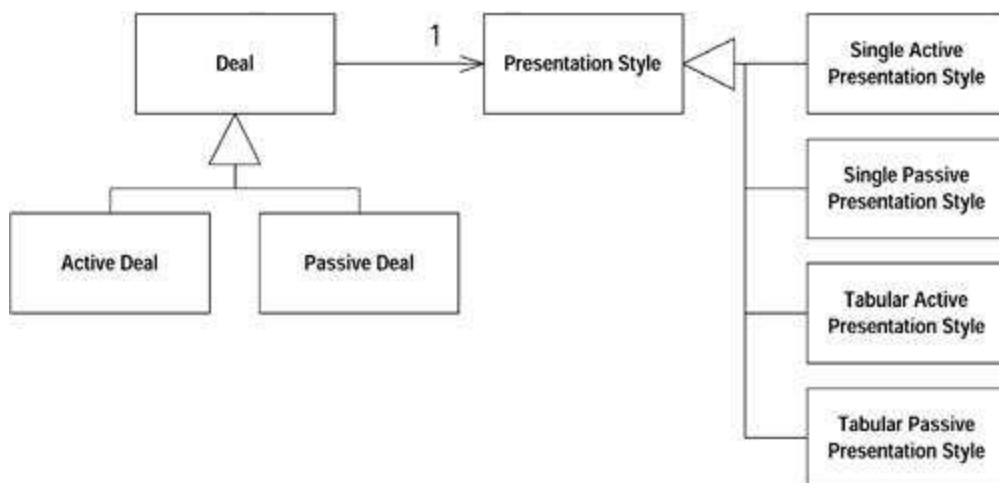 Deal
1
Presentation Style
Single Active
Presentation Style
Single Passive
Presentation Style
Active Deal
Passive Deal
Tabular Active
Presentation Style
Tabular Passive
Presentation Style